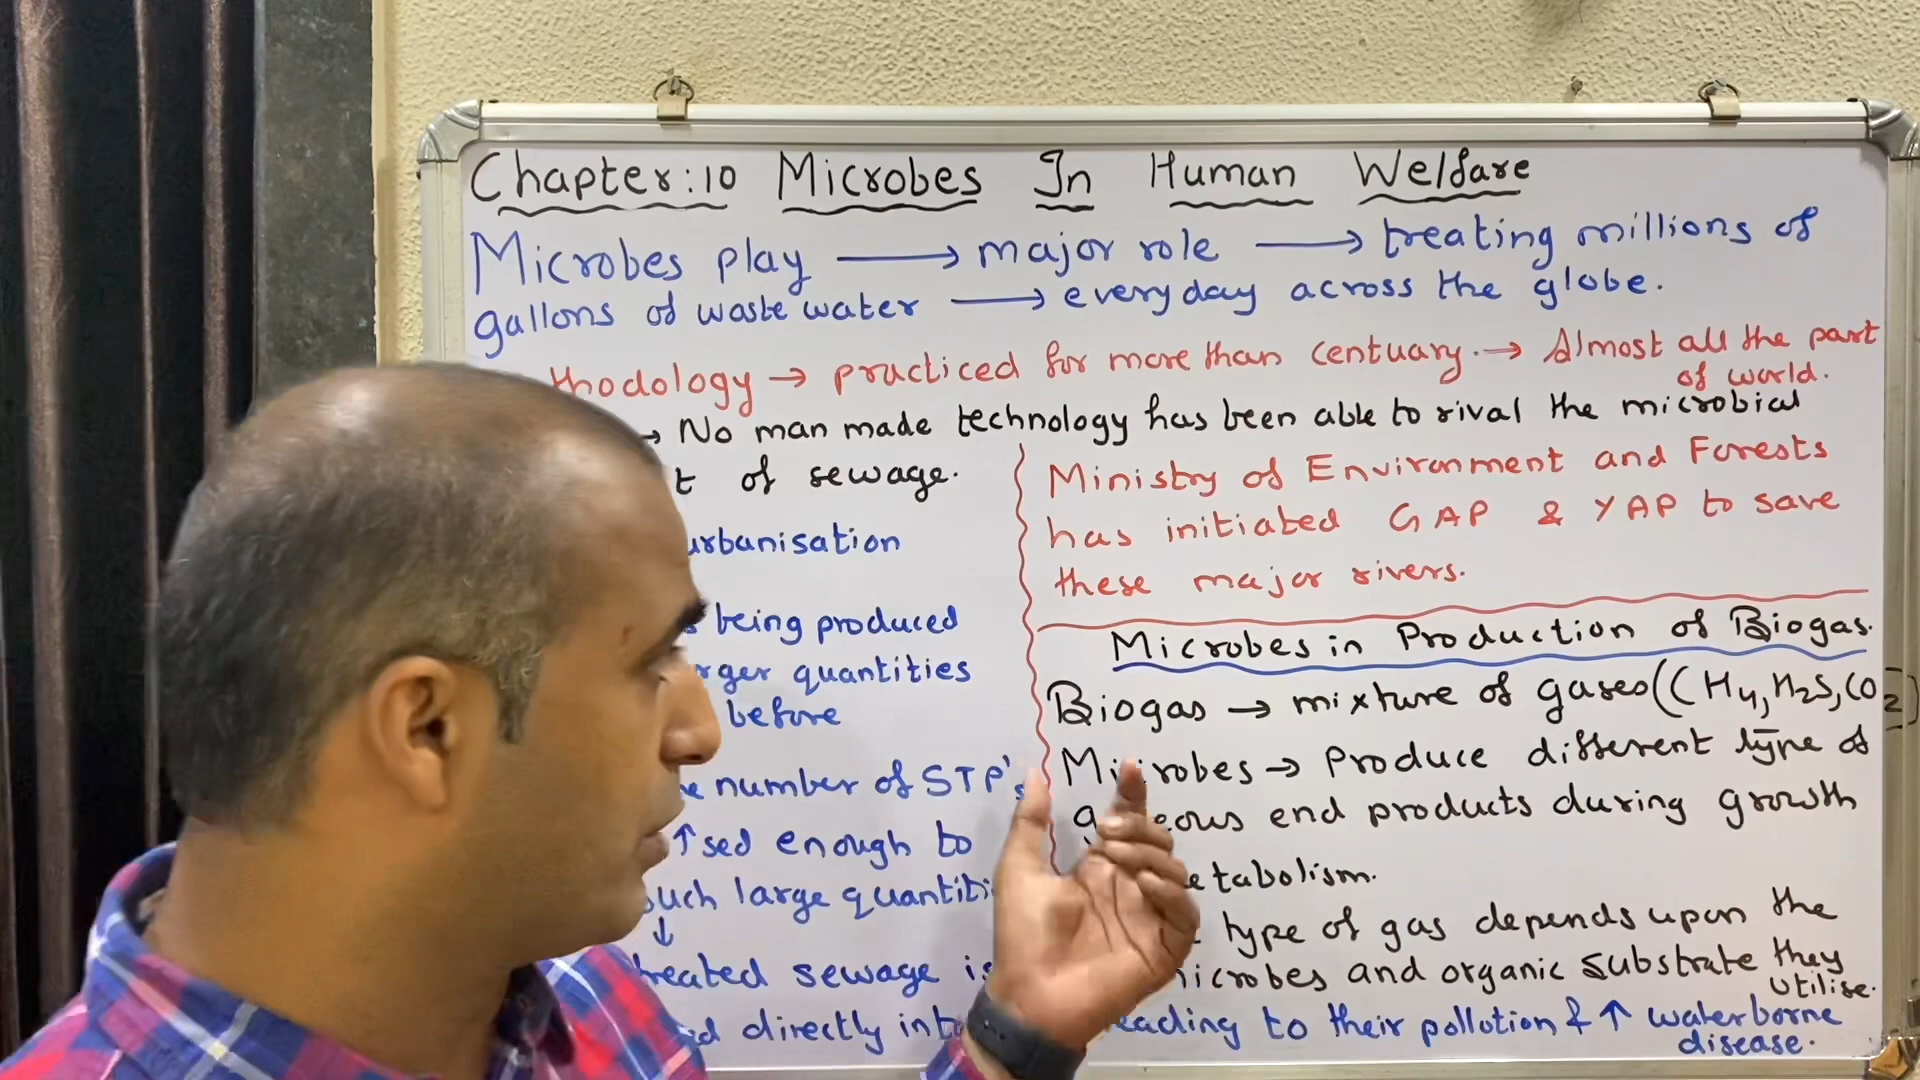 Chapter:10 Microbes In Human Welfare
Microbes play → major role → treating millions of
gallons of waste water → everyday across the globe.
thodology → practiced for more than centuary. → Almost all the part
of world.
→ No man made technology has been able to rival the microbial
t of sewage.
urbanisation
being produced
rger quantities
before
number of STP's
↑sed enough to
such large quantiti
↓
treated sewage is
directly int
Ministry of Environment and Forests
has initiated GAP & YAP to save
these major rivers.
Microbes in Production of Biogas.
Biogas → mixture of gases (CH4, H2S, CO2)
Microbes → Produce different type of
g eous end products during growth
etabolism.
type of gas depends upon the
microbes and organic substrate they
utilise.
eading to their pollution & ↑ waterborne
disease.